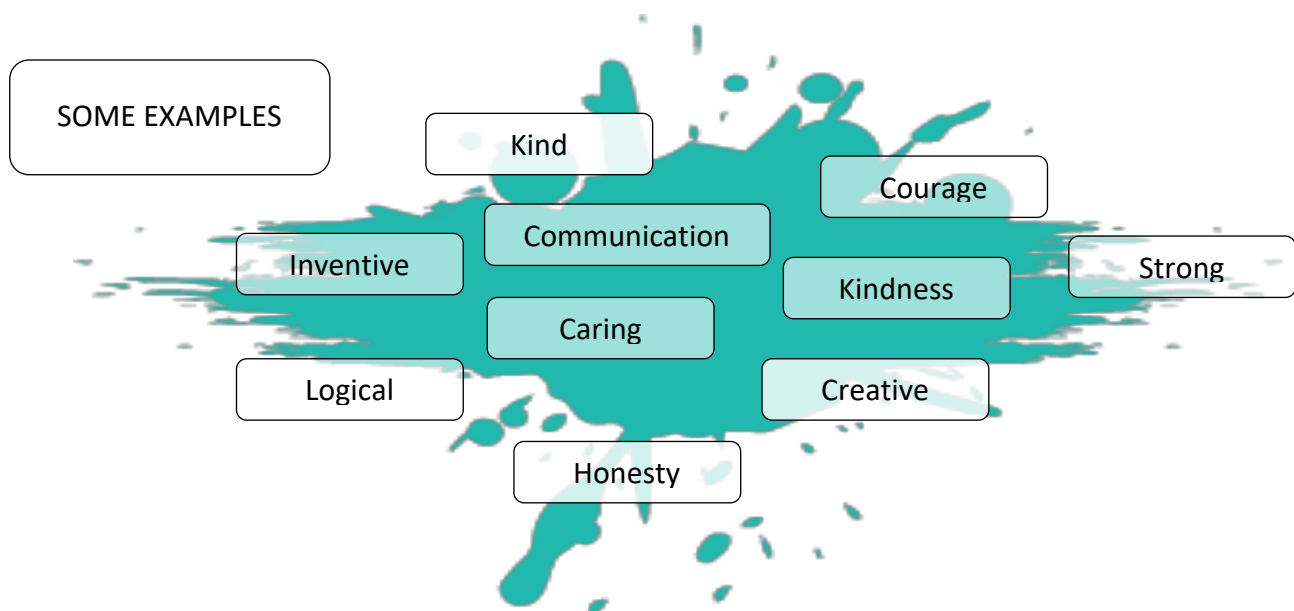 SOME EXAMPLES
Kind
Courage
Communication
Inventive
Strong
Kindness
Caring
Logical
Creative
Honesty